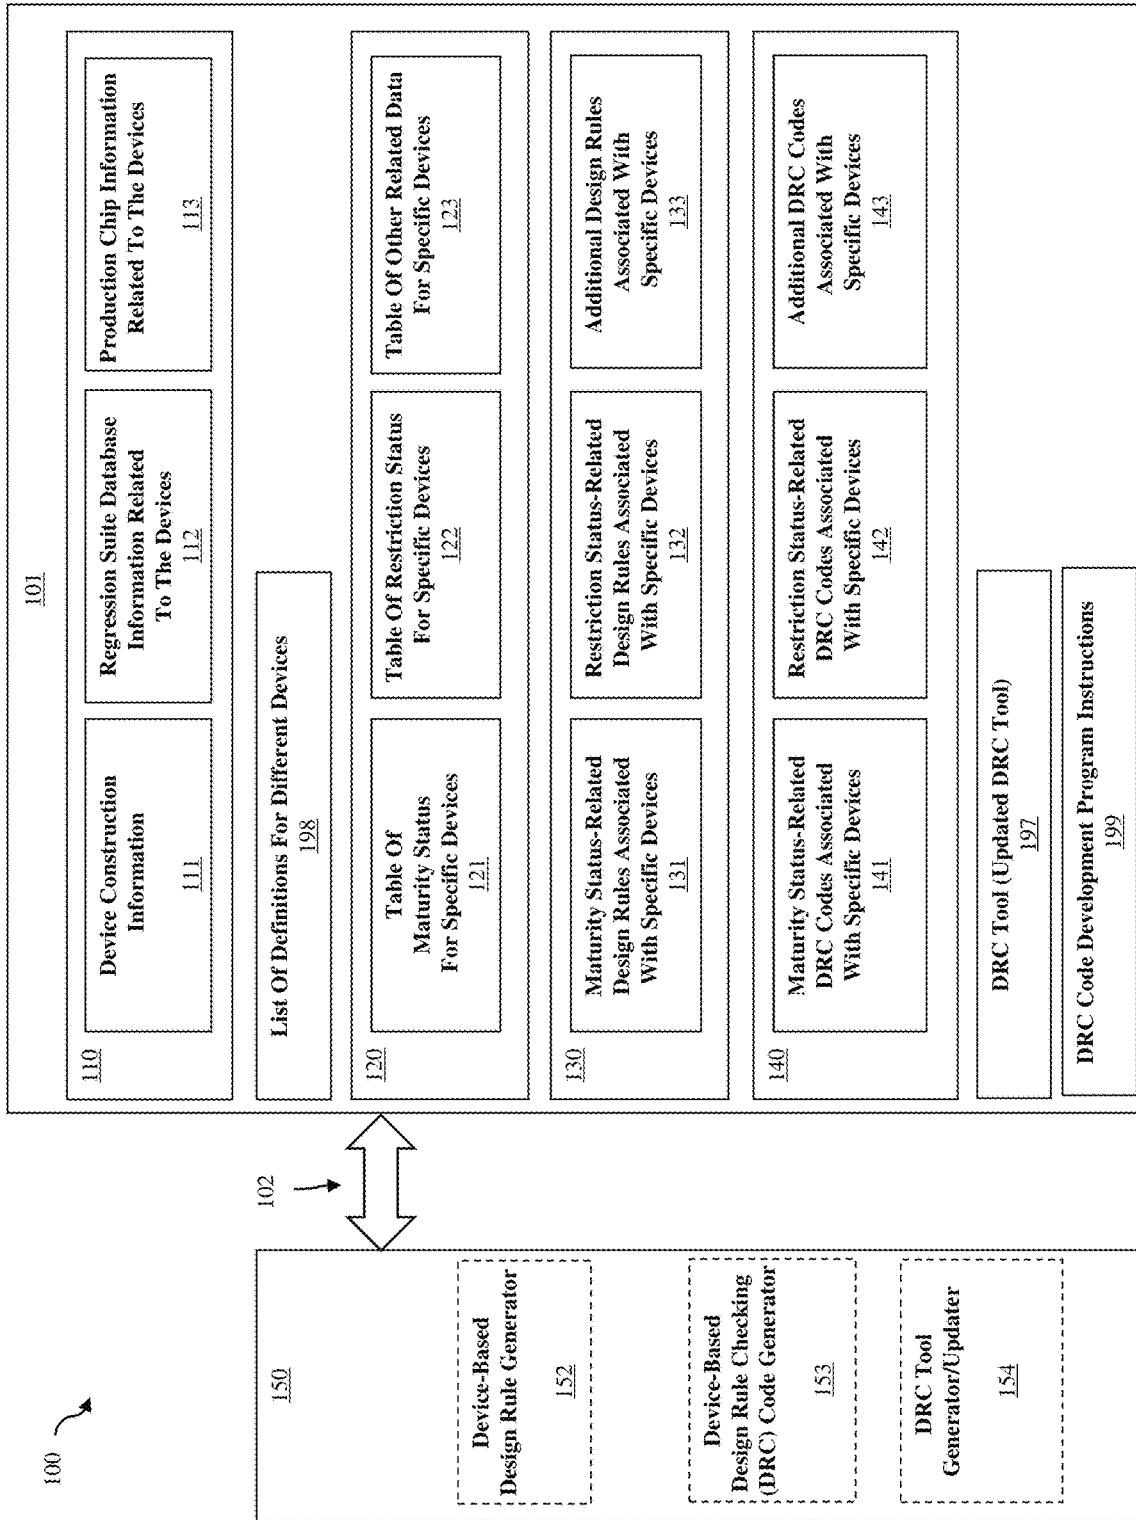 100
101
110
Device Construction
Information
111
Regression Suite Database
Information Related
To The Devices
112
Production Chip Information
Related To The Devices
113
List Of Definitions For Different Devices
198
102
120
Table Of
Maturity Status
For Specific Devices
121
Table Of Restriction Status
For Specific Devices
122
Table Of Other Related Data
For Specific Devices
123
130
Maturity Status-Related
Design Rules Associated
With Specific Devices
131
Restriction Status-Related
Design Rules Associated
With Specific Devices
132
Additional Design Rules
Associated With
Specific Devices
133
140
Maturity Status-Related
DRC Codes Associated
With Specific Devices
141
Restriction Status-Related
DRC Codes Associated
With Specific Devices
142
Additional DRC Codes
Associated With
Specific Devices
143
DRC Tool (Updated DRC Tool)
197
DRC Code Development Program Instructions
199
150
Device-Based
Design Rule Generator
152
Device-Based
Design Rule Checking
(DRC) Code Generator
153
DRC Tool
Generator/Updater
154